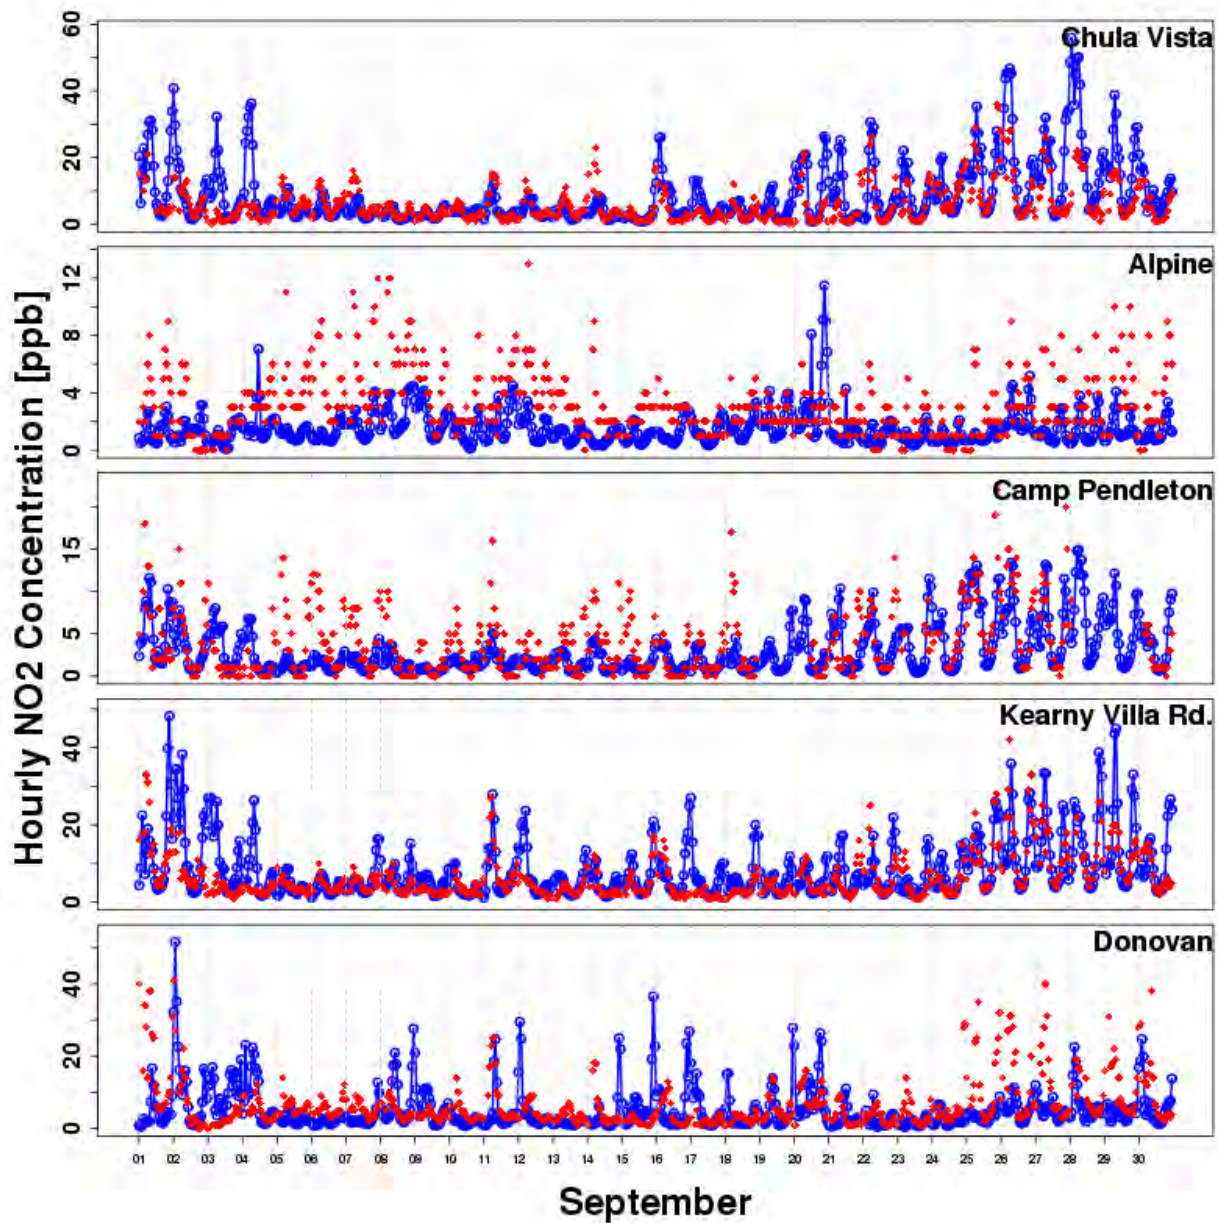 Hourly NO2 Concentration [ppb]
60
40
20
0
Chula Vista
12
8
4
0
Alpine
15
5
0
Camp Pendleton
40
20
0
Kearny Villa Rd.
40
20
0
Donovan
01 02 03 04 05 06 07 08 09 10 11 12 13 14 15 16 17 18 19 20 21 22 23 24 25 26 27 28 29 30
September